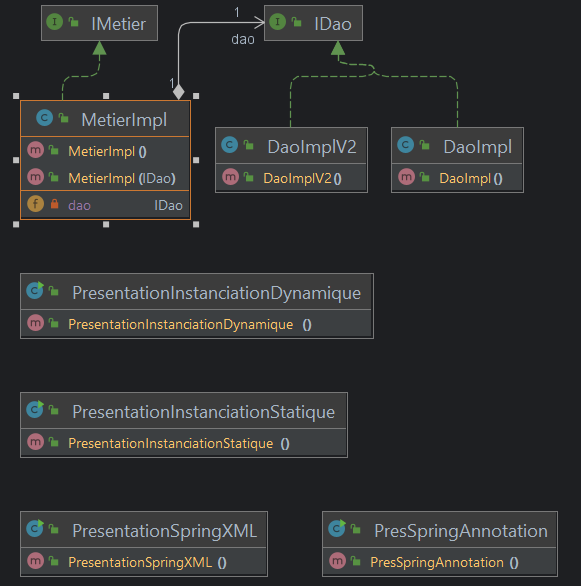 I IMetier
1
dao
I IDao
1
C MetierImpl
m MetierImpl ()
m MetierImpl (IDao)
f dao IDao
C DaoImplV2
m DaoImplV2 ()
C DaoImpl
m DaoImpl ()
C PresentationInstanciationDynamique
m PresentationInstanciationDynamique ()
C PresentationInstanciationStatique
m PresentationInstanciationStatique ()
C PresentationSpringXML
m PresentationSpringXML ()
C PresSpringAnnotation
m PresSpringAnnotation ()